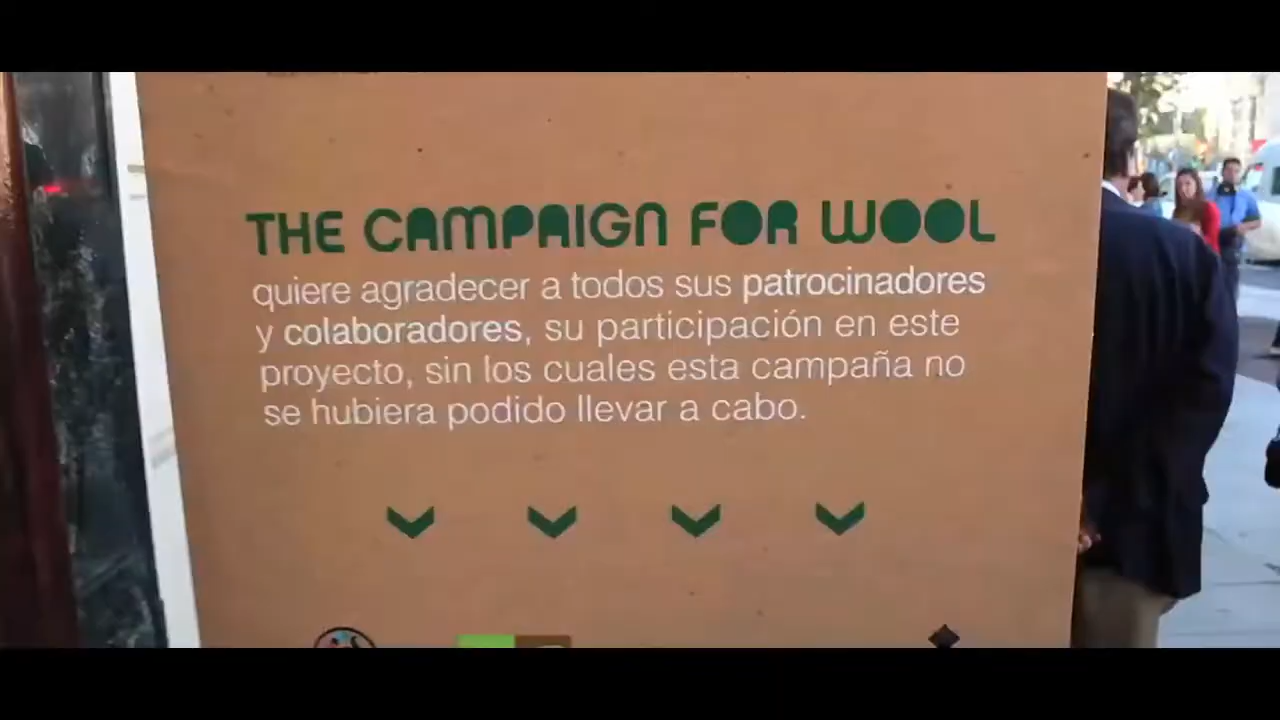 THE CAMPAIGN FOR WOOL
quiere agradecer a todos sus patrocinadores
y colaboradores, su participación en este
proyecto, sin los cuales esta campaña no
se hubiera podido llevar a cabo.